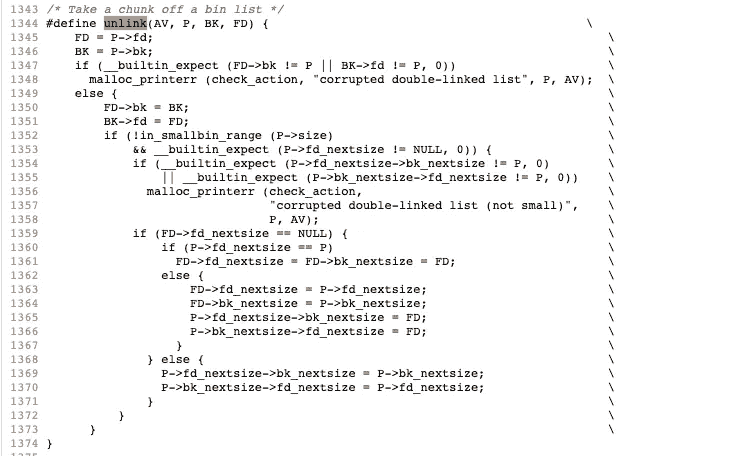 1343 /* Take a chunk off a bin list */
1344 #define unlink(AV, P, BK, FD) { \
1345 FD = P->fd; \
1346 BK = P->bk; \
1347 if (__builtin_expect (FD->bk != P || BK->fd != P, 0)) \
1348 malloc_printerr (check_action, "corrupted double-linked list", P, AV); \
1349 else { \
1350 FD->bk = BK; \
1351 BK->fd = FD; \
1352 if (!in_smallbin_range (P->size) \
1353 && __builtin_expect (P->fd_nextsize != NULL, 0)) { \
1354 if (__builtin_expect (P->fd_nextsize->bk_nextsize != P, 0) \
1355 || __builtin_expect (P->bk_nextsize->fd_nextsize != P, 0)) \
1356 malloc_printerr (check_action, \
1357 "corrupted double-linked list (not small)", \
1358 P, AV); \
1359 if (FD->fd_nextsize == NULL) { \
1360 if (P->fd_nextsize == P) \
1361 FD->fd_nextsize = FD->bk_nextsize = FD; \
1362 else { \
1363 FD->fd_nextsize = P->fd_nextsize; \
1364 FD->bk_nextsize = P->bk_nextsize; \
1365 P->fd_nextsize->bk_nextsize = FD; \
1366 P->bk_nextsize->fd_nextsize = FD; \
1367 } \
1368 } else { \
1369 P->fd_nextsize->bk_nextsize = P->bk_nextsize; \
1370 P->bk_nextsize->fd_nextsize = P->fd_nextsize; \
1371 } \
1372 } \
1373 } \
1374 }